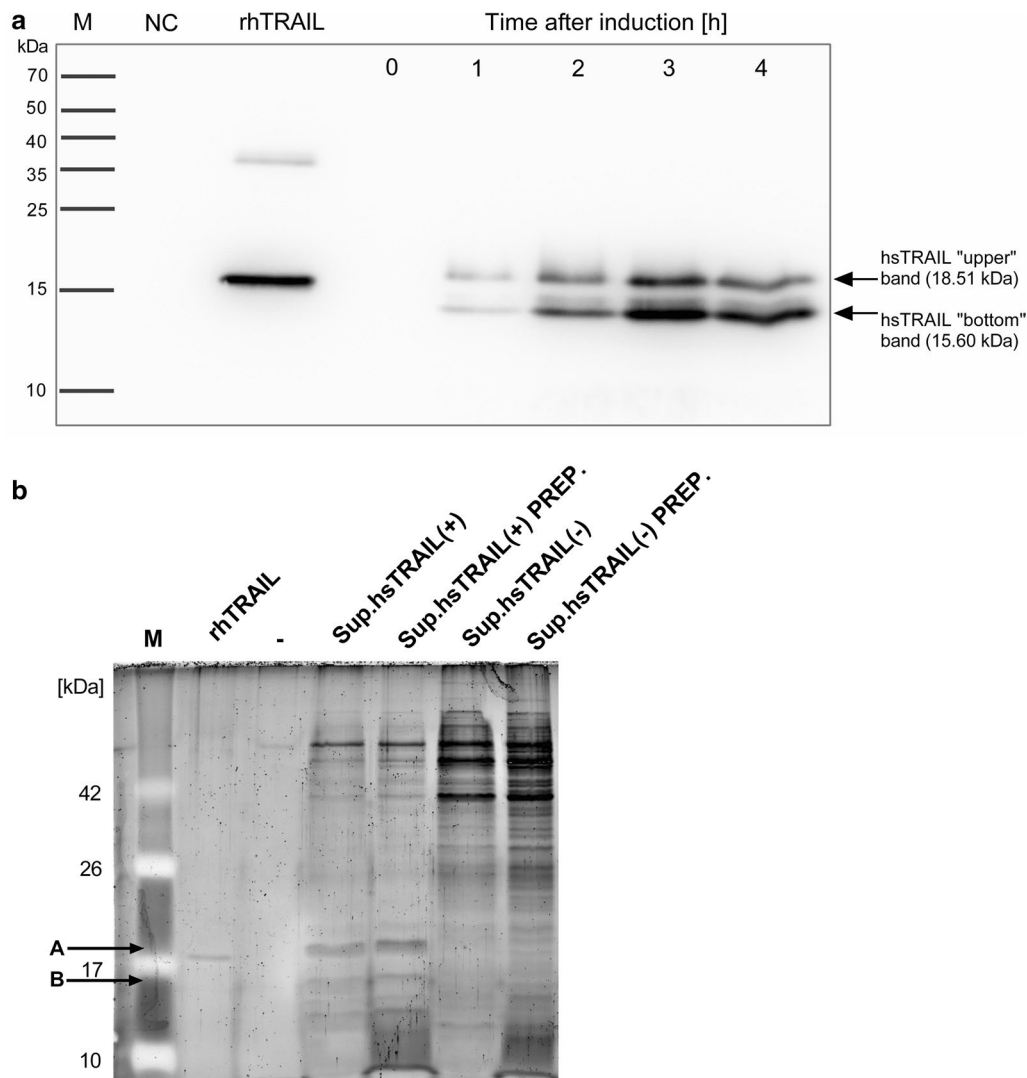 a
M NC rhTRAIL Time after induction [h]
kDa
0 1 2 3 4
70
50
40
35
25
15
10
hsTRAIL "upper"
band (18.51 kDa)
hsTRAIL "bottom"
band (15.60 kDa)
b
M
rhTRAIL
-
Sup.hsTRAIL(+)
Sup.hsTRAIL(+) PREP.
Sup.hsTRAIL(-)
Sup.hsTRAIL(-) PREP.
[kDa]
42
26
A
17
B
10